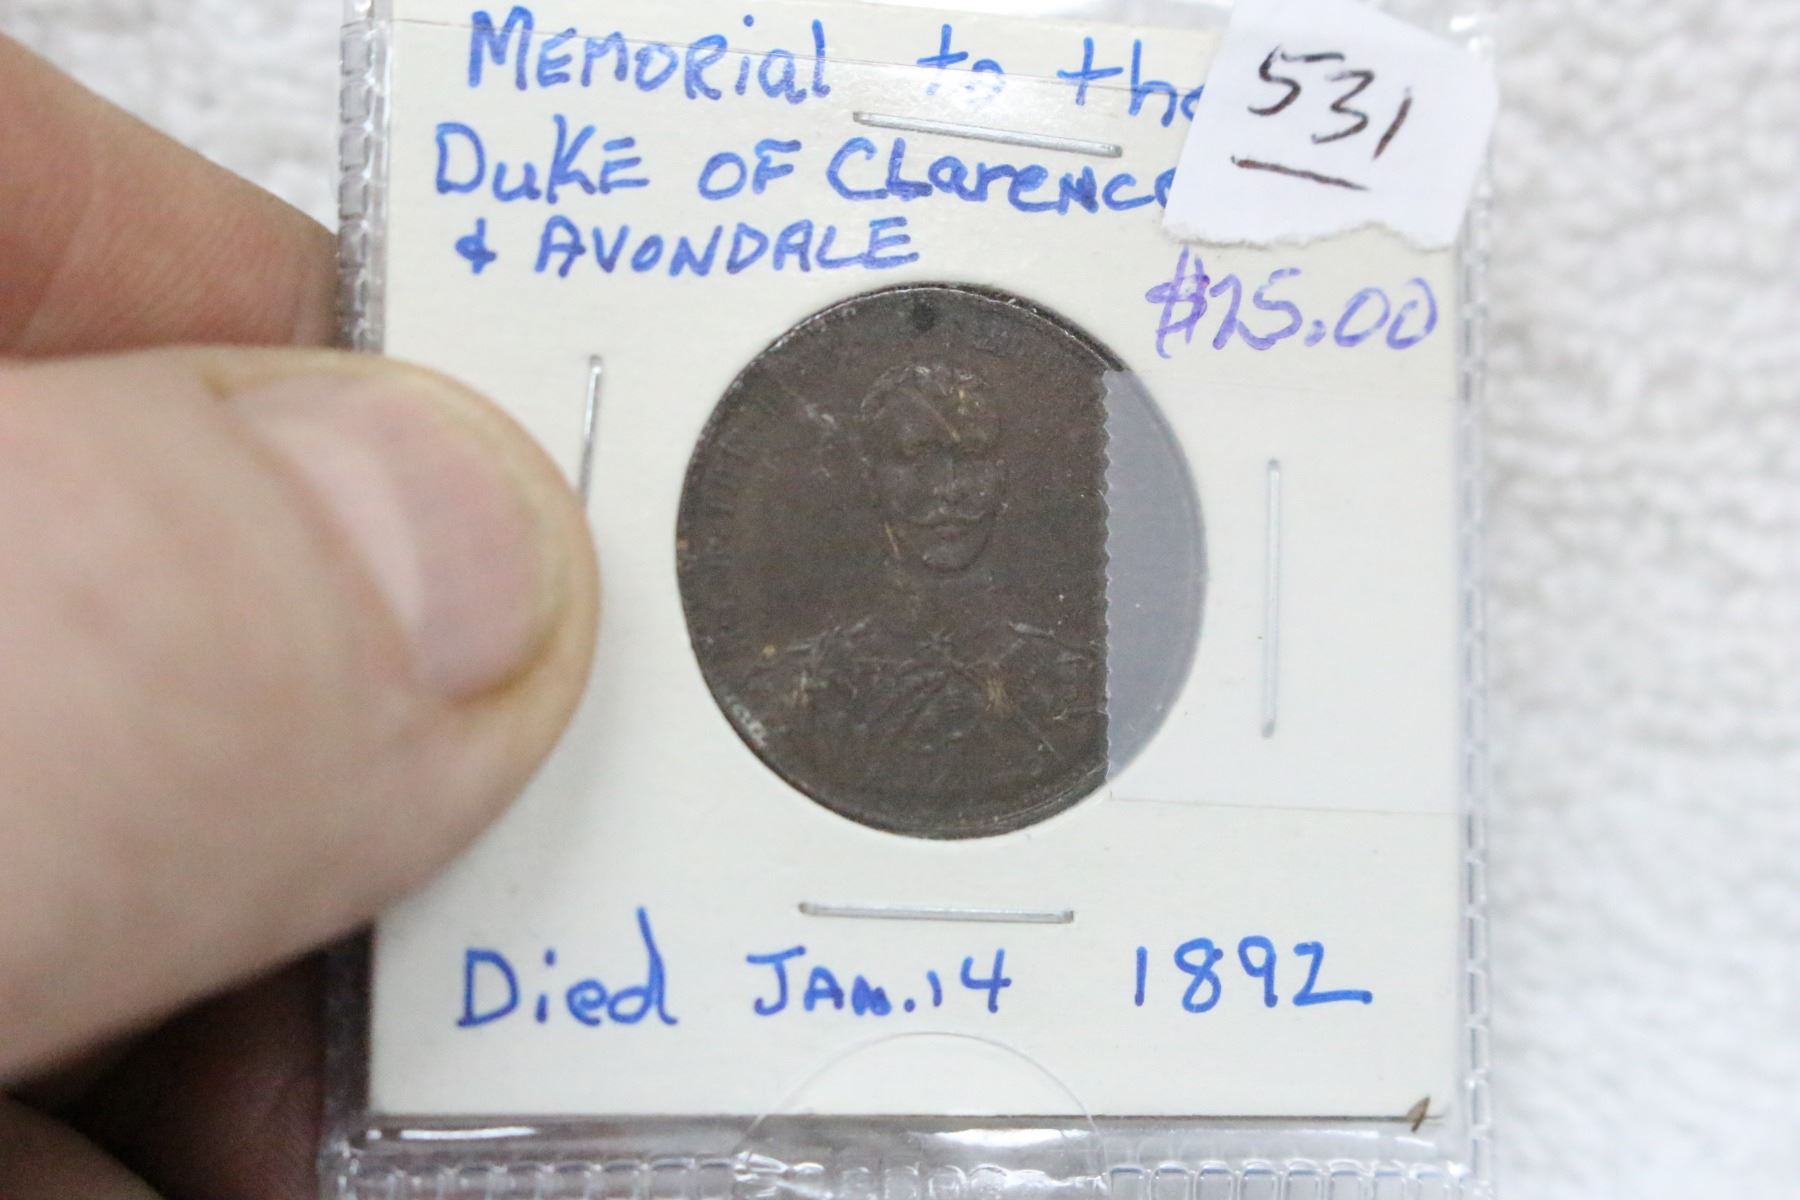 Memorial to the
531
Duke of Clarence
& Avondale
$15.00
Died Jan. 14 1892